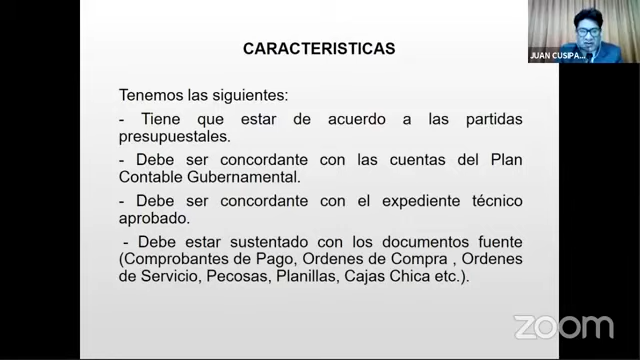 CARACTERISTICAS
JUAN CUSIPA...
Tenemos las siguientes:
- Tiene que estar de acuerdo a las partidas
presupuestales.
- Debe ser concordante con las cuentas del Plan
Contable Gubernamental.
- Debe ser concordante con el expediente técnico
aprobado.
- Debe estar sustentado con los documentos fuente
(Comprobantes de Pago, Ordenes de Compra , Ordenes
de Servicio, Pecosas, Planillas, Cajas Chica etc.).
zoom